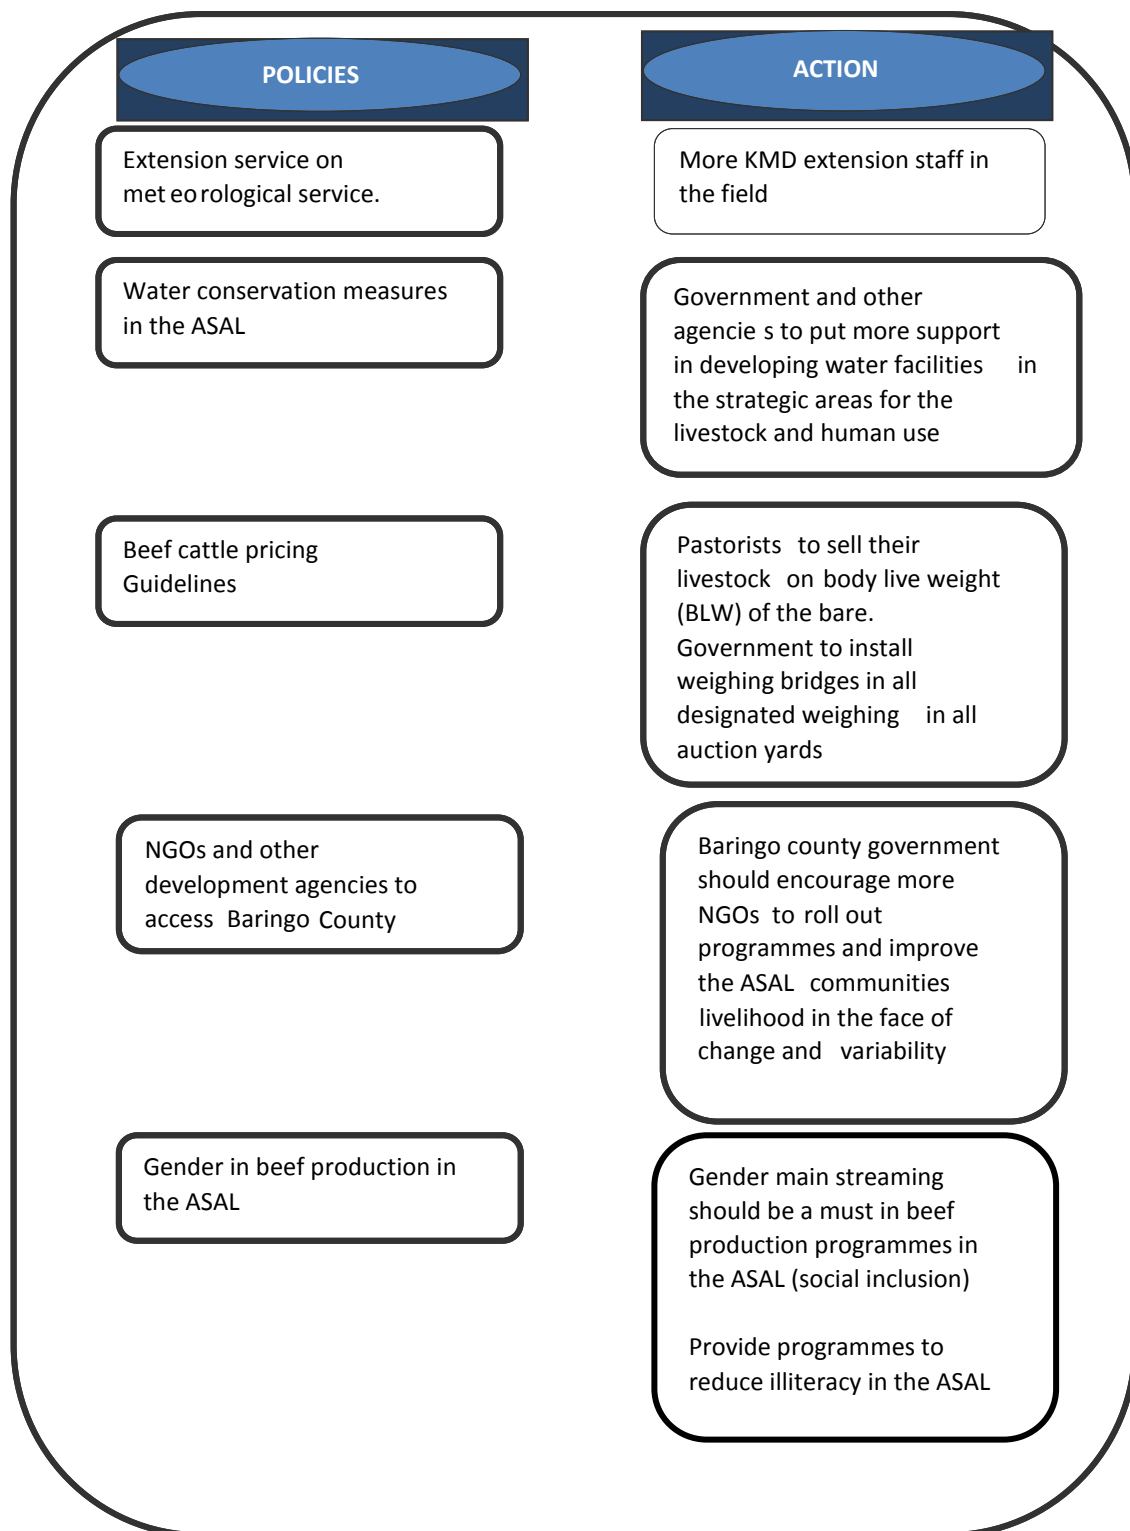 POLICIES
ACTION
Extension service on
met eorological service.
More KMD extension staff in
the field
Water conservation measures
in the ASAL
Government and other
agencie s to put more support
in developing water facilities in
the strategic areas for the
livestock and human use
Beef cattle pricing
Guidelines
Pastorists to sell their
livestock on body live weight
(BLW) of the bare.
Government to install
weighing bridges in all
designated weighing in all
auction yards
NGOs and other
development agencies to
access Baringo County
Baringo county government
should encourage more
NGOs to roll out
programmes and improve
the ASAL communities
livelihood in the face of
change and variability
Gender in beef production in
the ASAL
Gender main streaming
should be a must in beef
production programmes in
the ASAL (social inclusion)
Provide programmes to
reduce illiteracy in the ASAL